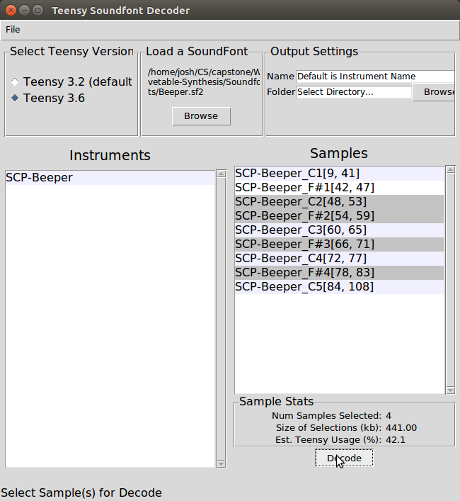 Teensy Soundfont Decoder
File
Select Teensy Version
Teensy 3.2 (default
Teensy 3.6
Load a SoundFont
/home/josh/CS/capstone/W
vetable-Synthesis/Soundfo
ts/Beeper.sf2
Browse
Output Settings
Name Default is Instrument Name
Folder Select Directory... Brows
Instruments
SCP-Beeper
Samples
SCP-Beeper_C1[9, 41]
SCP-Beeper_F#1[42, 47]
SCP-Beeper_C2[48, 53]
SCP-Beeper_F#2[54, 59]
SCP-Beeper_C3[60, 65]
SCP-Beeper_F#3[66, 71]
SCP-Beeper_C4[72, 77]
SCP-Beeper_F#4[78, 83]
SCP-Beeper_C5[84, 108]
Sample Stats
Num Samples Selected: 4
Size of Selections (kb): 441.00
Est. Teensy Usage (%): 42.1
Decode
Select Sample(s) for Decode